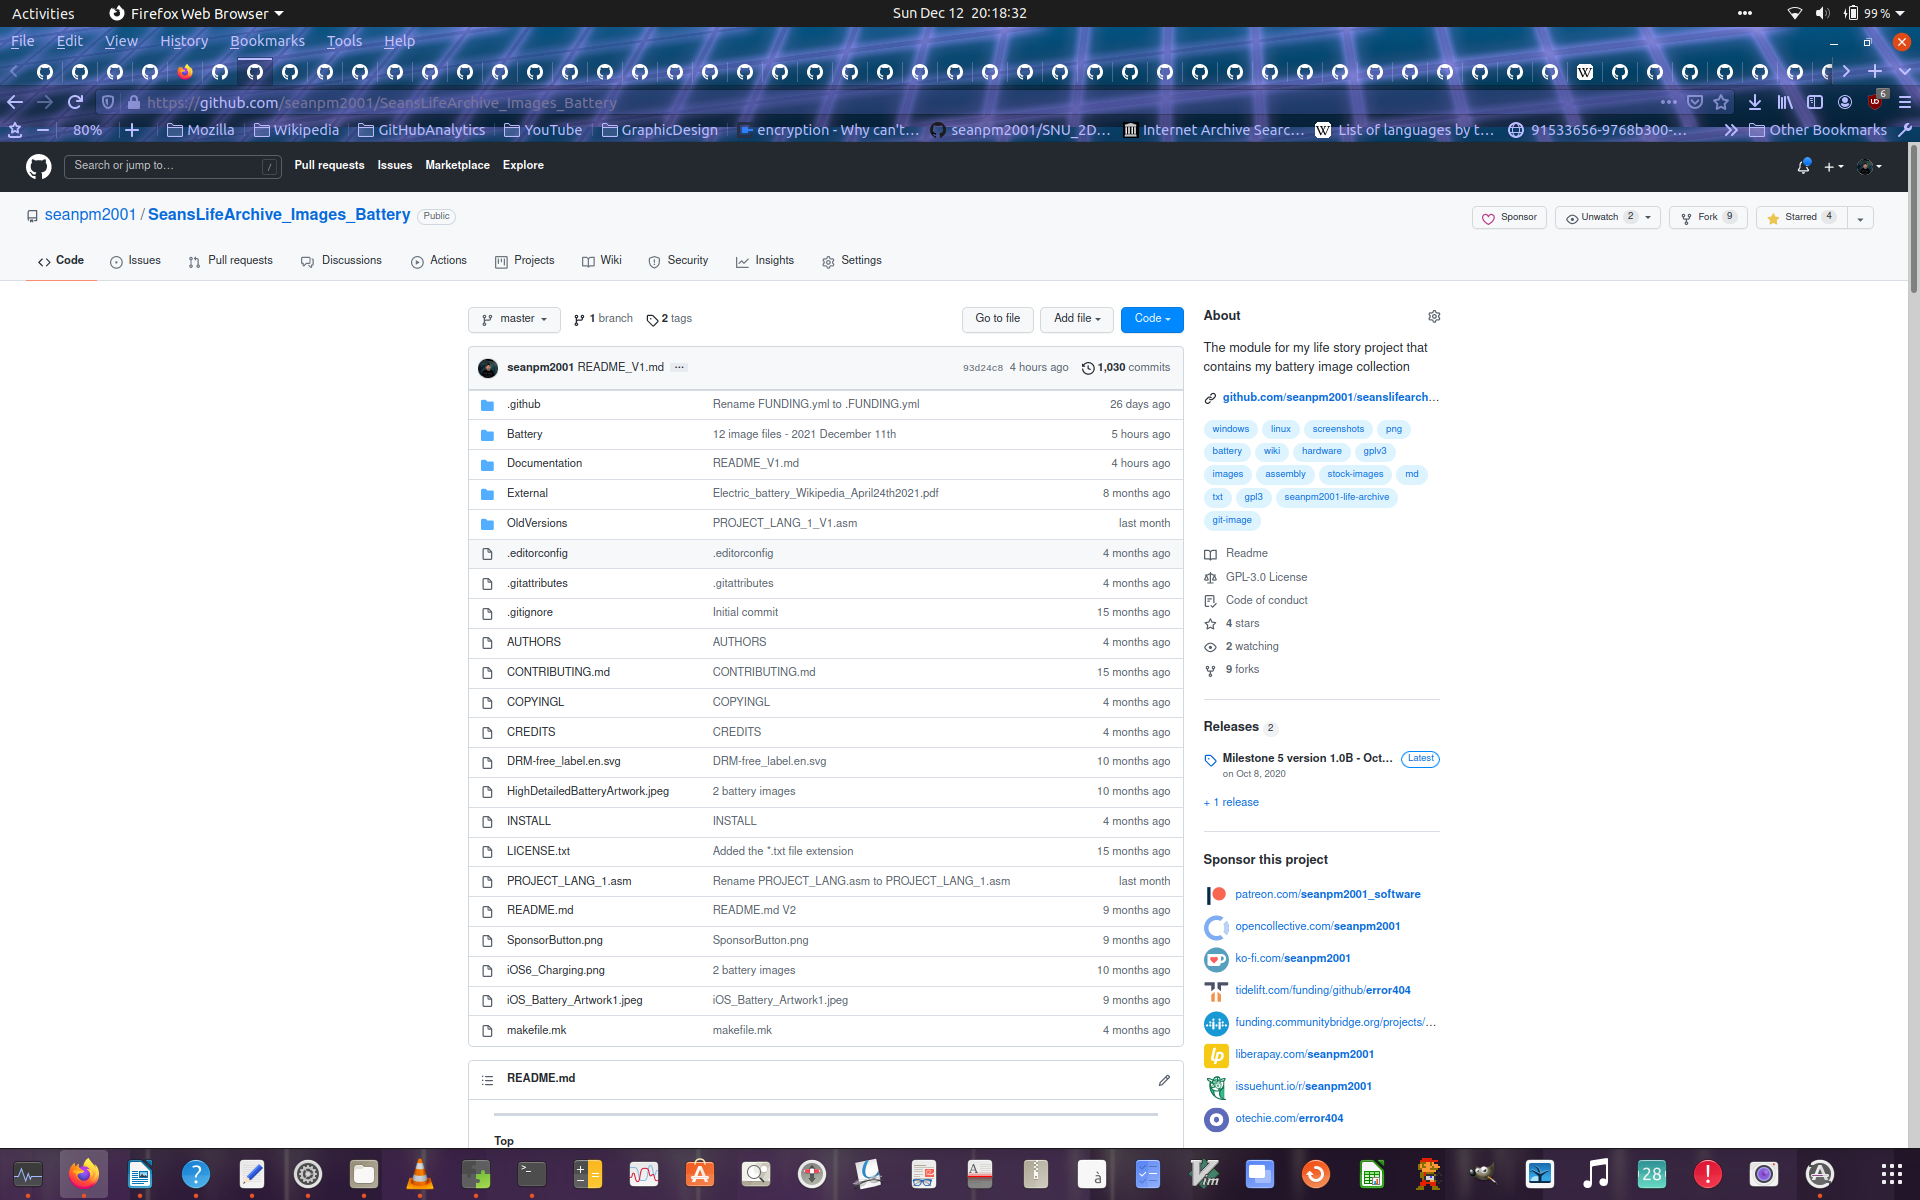 Activities Firefox Web Browser Sun Dec 12 20:18:32 99 %
File Edit View History Bookmarks Tools Help
https://github.com/seanpm2001/SeansLifeArchive_Images_Battery 6
80% Mozilla Wikipedia GitHubAnalytics YouTube GraphicDesign encryption - Why can't... seanpm2001/SNU_2D... Internet Archive Searc... List of languages by t... 91533656-9768b300-... Other Bookmarks
Search or jump to... / Pull requests Issues Marketplace Explore
seanpm2001 / SeansLifeArchive_Images_Battery Public Sponsor Unwatch 2 Fork 9 Starred 4
Code Issues Pull requests Discussions Actions Projects Wiki Security Insights Settings
master 1 branch 2 tags Go to file Add file Code
seanpm2001 README_V1.md ... 93d24c8 4 hours ago 1,030 commits
.github Rename FUNDING.yml to .FUNDING.yml 26 days ago
Battery 12 image files - 2021 December 11th 5 hours ago
Documentation README_V1.md 4 hours ago
External Electric_battery_Wikipedia_April24th2021.pdf 8 months ago
OldVersions PROJECT_LANG_1_V1.asm last month
.editorconfig .editorconfig 4 months ago
.gitattributes .gitattributes 4 months ago
.gitignore Initial commit 15 months ago
AUTHORS AUTHORS 4 months ago
CONTRIBUTING.md CONTRIBUTING.md 15 months ago
COPYINGL COPYINGL 4 months ago
CREDITS CREDITS 4 months ago
DRM-free_label.en.svg DRM-free_label.en.svg 10 months ago
HighDetailedBatteryArtwork.jpeg 2 battery images 10 months ago
INSTALL INSTALL 4 months ago
LICENSE.txt Added the *.txt file extension 15 months ago
PROJECT_LANG_1.asm Rename PROJECT_LANG.asm to PROJECT_LANG_1.asm last month
README.md README.md V2 9 months ago
SponsorButton.png SponsorButton.png 9 months ago
iOS6_Charging.png 2 battery images 10 months ago
iOS_Battery_Artwork1.jpeg iOS_Battery_Artwork1.jpeg 9 months ago
makefile.mk makefile.mk 4 months ago
README.md
Top
About
The module for my life story project that
contains my battery image collection
github.com/seanpm2001/seanslifearch...
windows linux screenshots png
battery wiki hardware gplv3
images assembly stock-images md
txt gpl3 seanpm2001-life-archive
git-image
Readme
GPL-3.0 License
Code of conduct
4 stars
2 watching
9 forks
Releases 2
Milestone 5 version 1.0B - Oct... Latest
on Oct 8, 2020
+ 1 release
Sponsor this project
patreon.com/seanpm2001_software
opencollective.com/seanpm2001
ko-fi.com/seanpm2001
tidelift.com/funding/github/error404
funding.communitybridge.org/projects/...
liberapay.com/seanpm2001
issuehunt.io/r/seanpm2001
otechie.com/error404
28